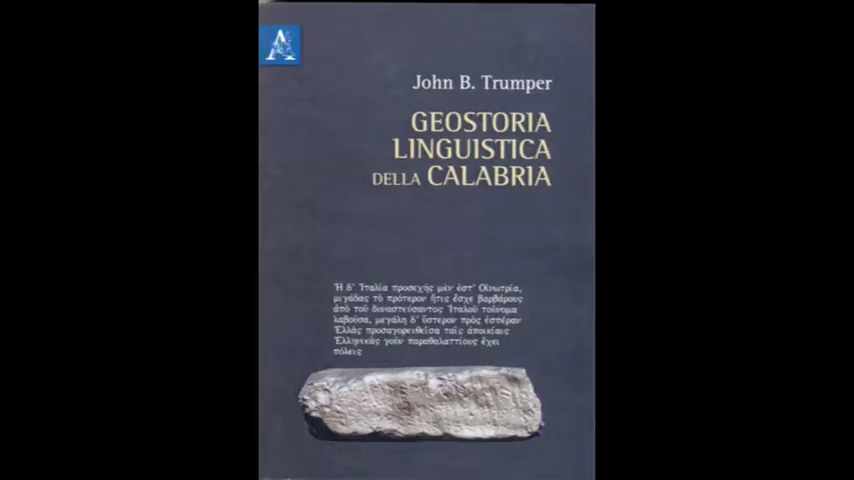 A
John B. Trumper
GEOSTORIA
LINGUISTICA
DELLA CALABRIA
Ἡ δ' Ἰταλία προσεχὴς μὲν ἐστ' Οἰνωτρία,
μιγάδας τὸ πρότερον ἥτις ἔσχε βαρβάρους
ἀπὸ τοῦ δυναστεύσαντος Ἰταλοῦ τοὔνομα
λαβοῦσα, μεγάλη δ' ὕστερον πρὸς ἑσπέραν
Ἑλλὰς προσαγορευθεῖσα ταῖς ἀποικίαις
Ἑλληνικὰς γοῦν παραθαλαττίους ἔχει
πόλεις